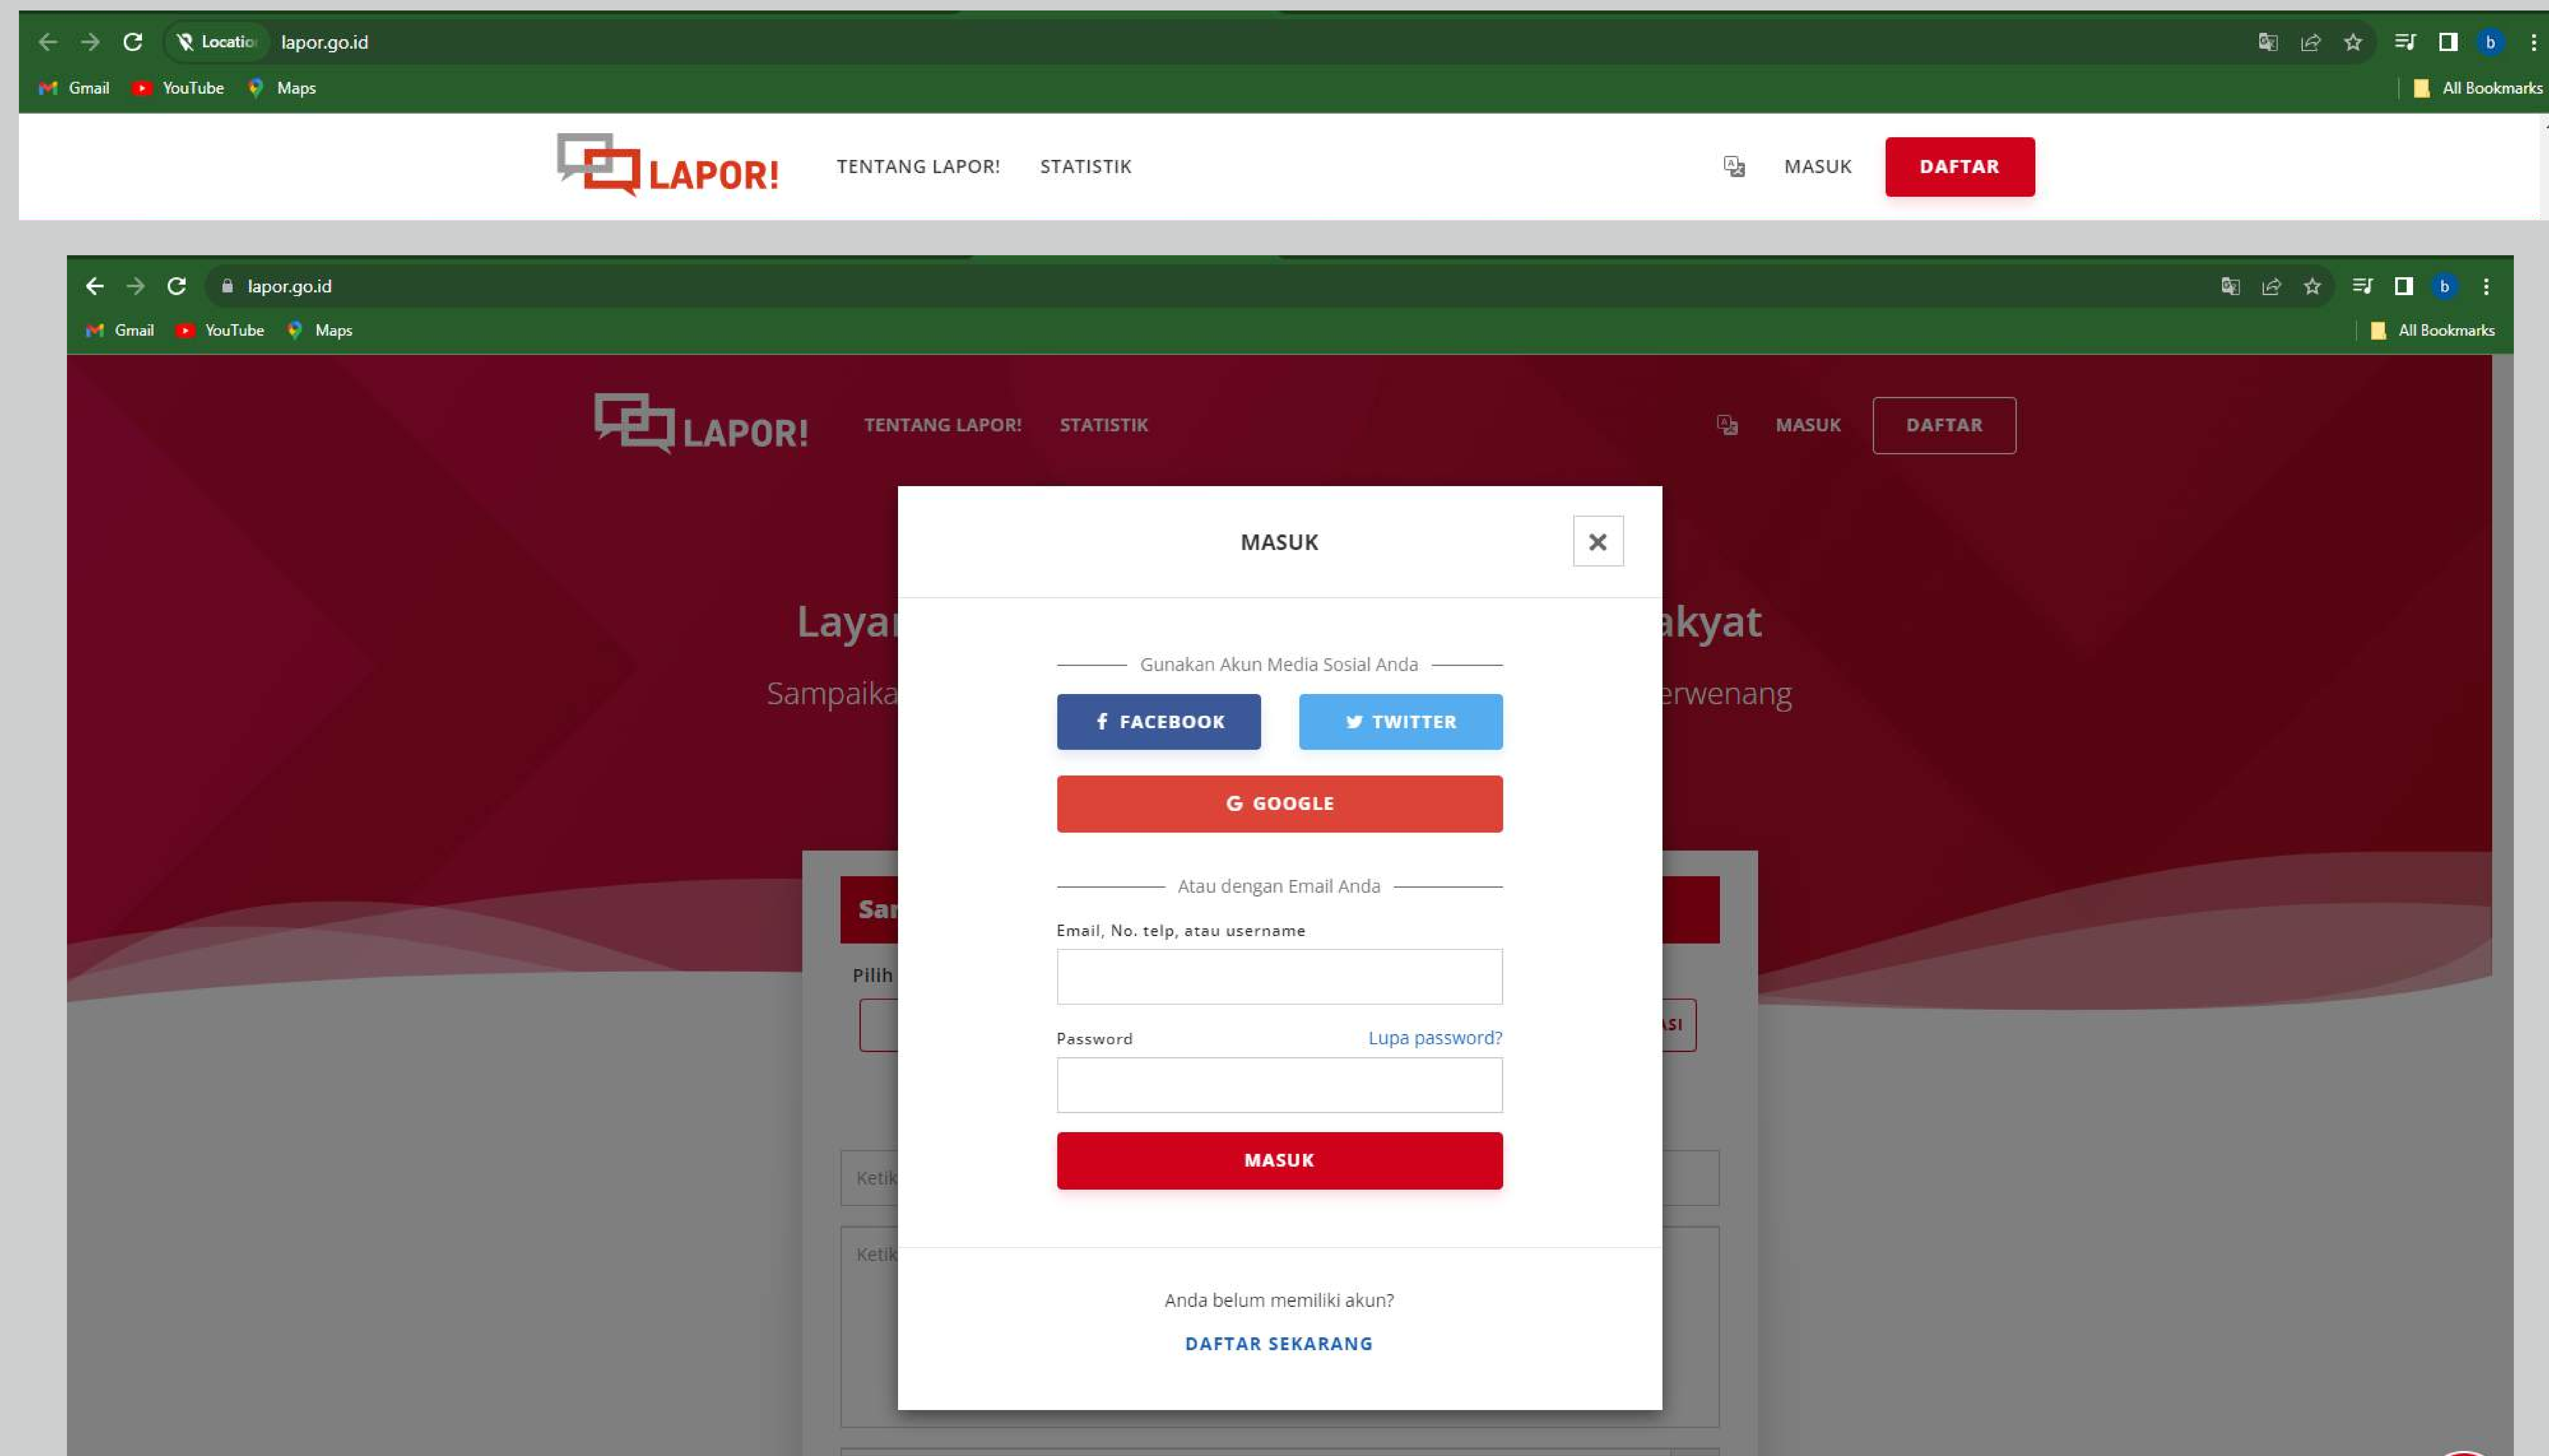 Locatio lapor.go.id
Gmail YouTube Maps All Bookmarks
LAPOR! TENTANG LAPOR! STATISTIK MASUK DAFTAR
lapor.go.id
Gmail YouTube Maps All Bookmarks
LAPOR! TENTANG LAPOR! STATISTIK MASUK DAFTAR
MASUK
Laya akyat
Gunakan Akun Media Sosial Anda
Sampaika erwenang
FACEBOOK TWITTER
GOOGLE
Atau dengan Email Anda
Sa
Email, No. telp, atau username
Pilih
ASI
Password Lupa password?
MASUK
Ketik
Ketik
Anda belum memiliki akun?
DAFTAR SEKARANG